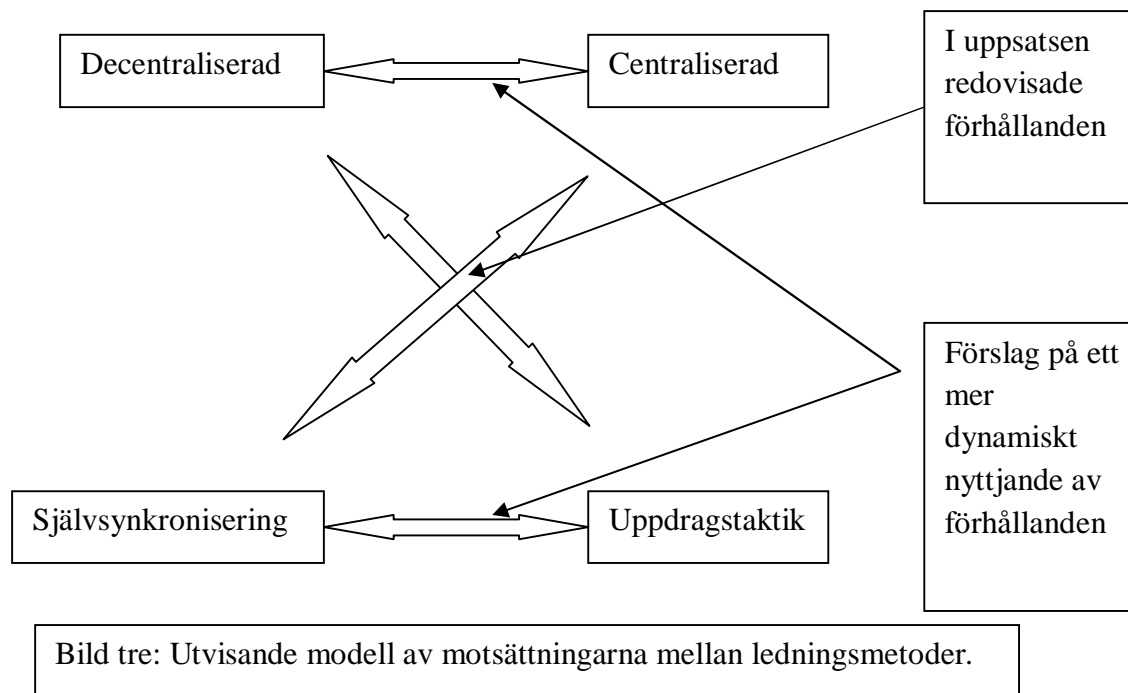 Decentraliserad
Centraliserad
I uppsatsen
redovisade
förhållanden
Självsynkronisering
Uppdragstaktik
Förslag på ett
mer
dynamiskt
nyttjande av
förhållanden
Bild tre: Utvisande modell av motsättningarna mellan ledningsmetoder.